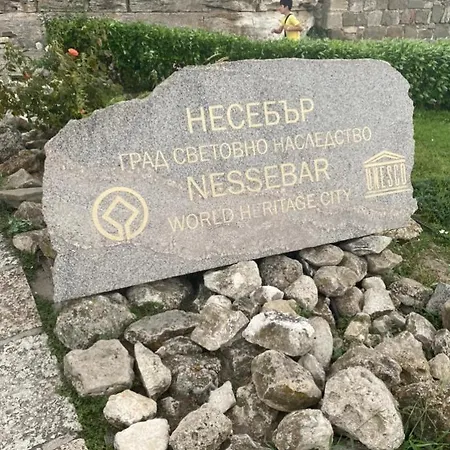 НЕСЕБЪР
ГРАД СВЕТОВНО НАСЛЕДСТВО
NESSEBAR
WORLD HERITAGE CITY
UNESCO